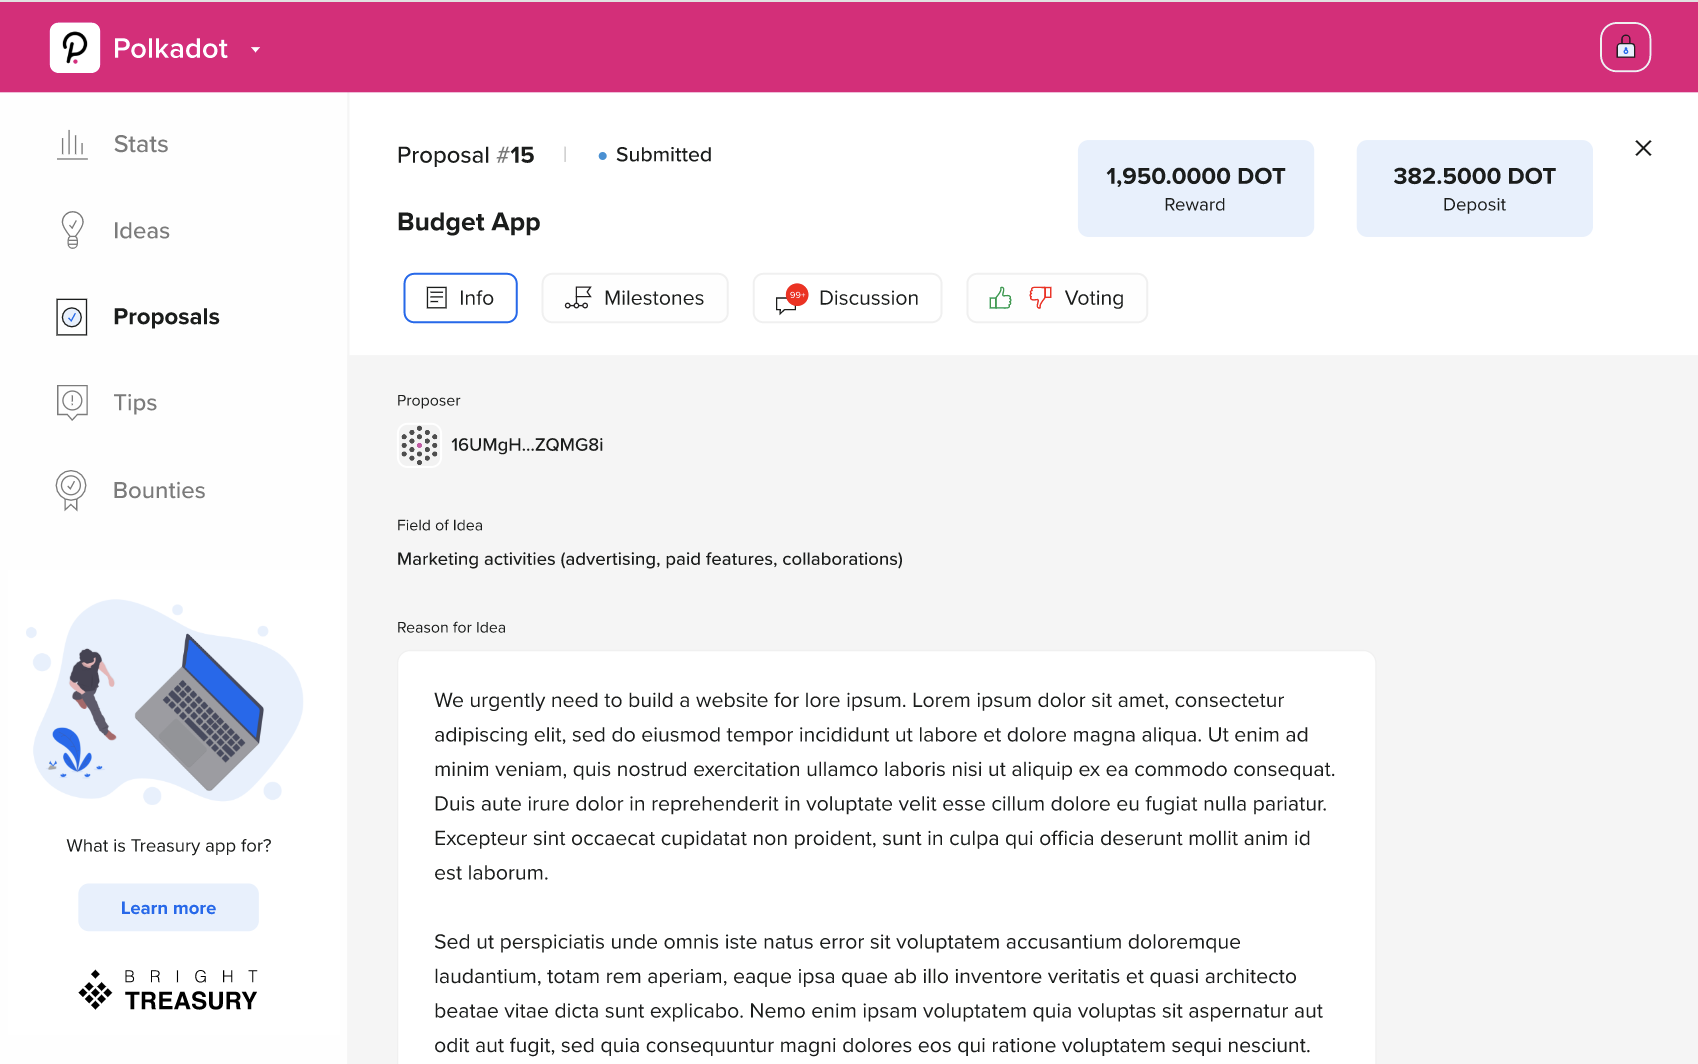 Polkadot
Stats
Ideas
Proposals
Tips
Bounties
What is Treasury app for?
Learn more
BRIGHT
TREASURY
Proposal #15
Submitted
Budget App
1,950.0000 DOT
Reward
382.5000 DOT
Deposit
Info
Milestones
99+
Discussion
Voting
Proposer
16UMgH...ZQMG8i
Field of Idea
Marketing activities (advertising, paid features, collaborations)
Reason for Idea
We urgently need to build a website for lore ipsum. Lorem ipsum dolor sit amet, consectetur
adipiscing elit, sed do eiusmod tempor incididunt ut labore et dolore magna aliqua. Ut enim ad
minim veniam, quis nostrud exercitation ullamco laboris nisi ut aliquip ex ea commodo consequat.
Duis aute irure dolor in reprehenderit in voluptate velit esse cillum dolore eu fugiat nulla pariatur.
Excepteur sint occaecat cupidatat non proident, sunt in culpa qui officia deserunt mollit anim id
est laborum.
Sed ut perspiciatis unde omnis iste natus error sit voluptatem accusantium doloremque
laudantium, totam rem aperiam, eaque ipsa quae ab illo inventore veritatis et quasi architecto
beatae vitae dicta sunt explicabo. Nemo enim ipsam voluptatem quia voluptas sit aspernatur aut
odit aut fugit, sed quia consequuntur magni dolores eos qui ratione voluptatem sequi nesciunt.